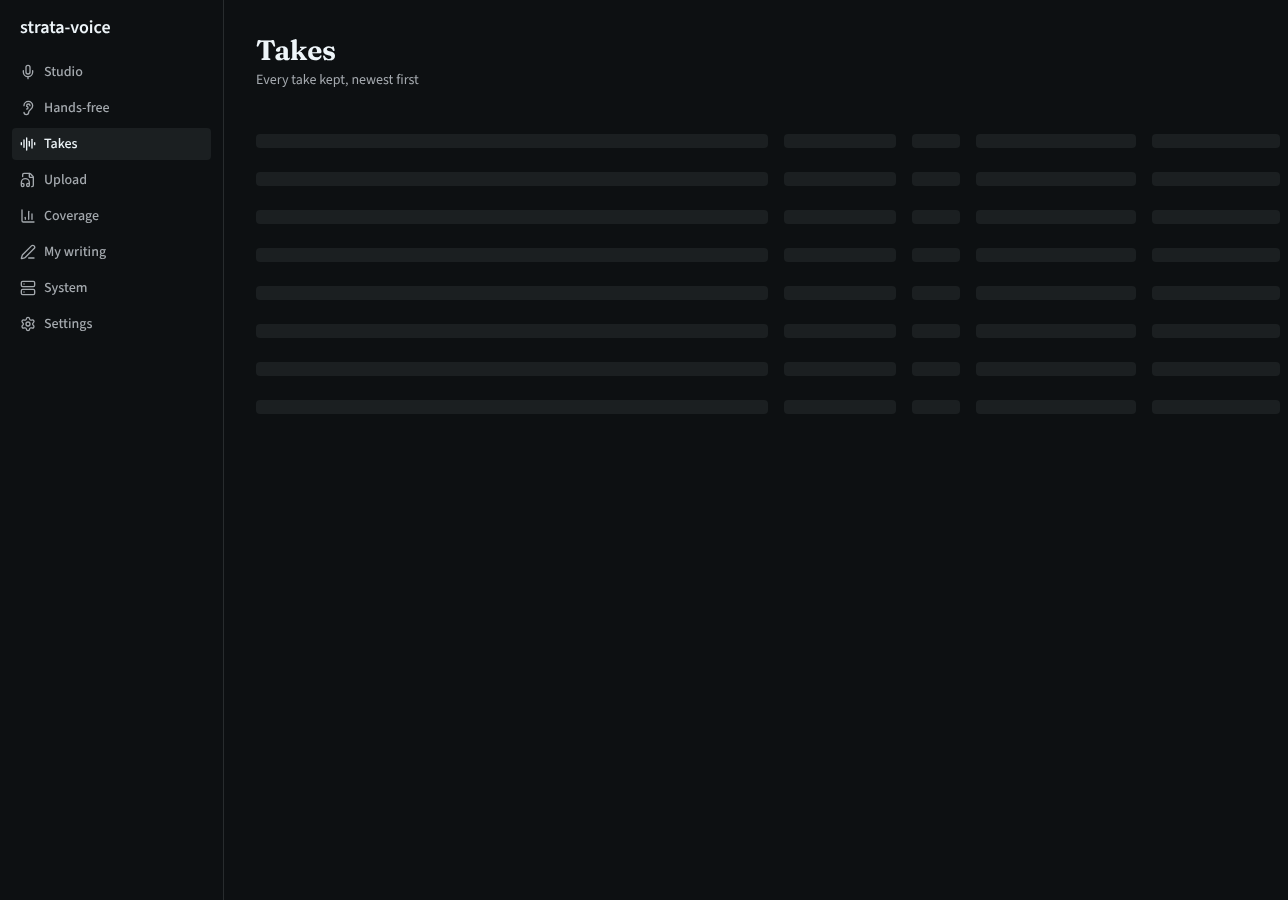 strata-voice
Studio
Hands-free
Takes
Upload
Coverage
My writing
System
Settings
Takes
Every take kept, newest first